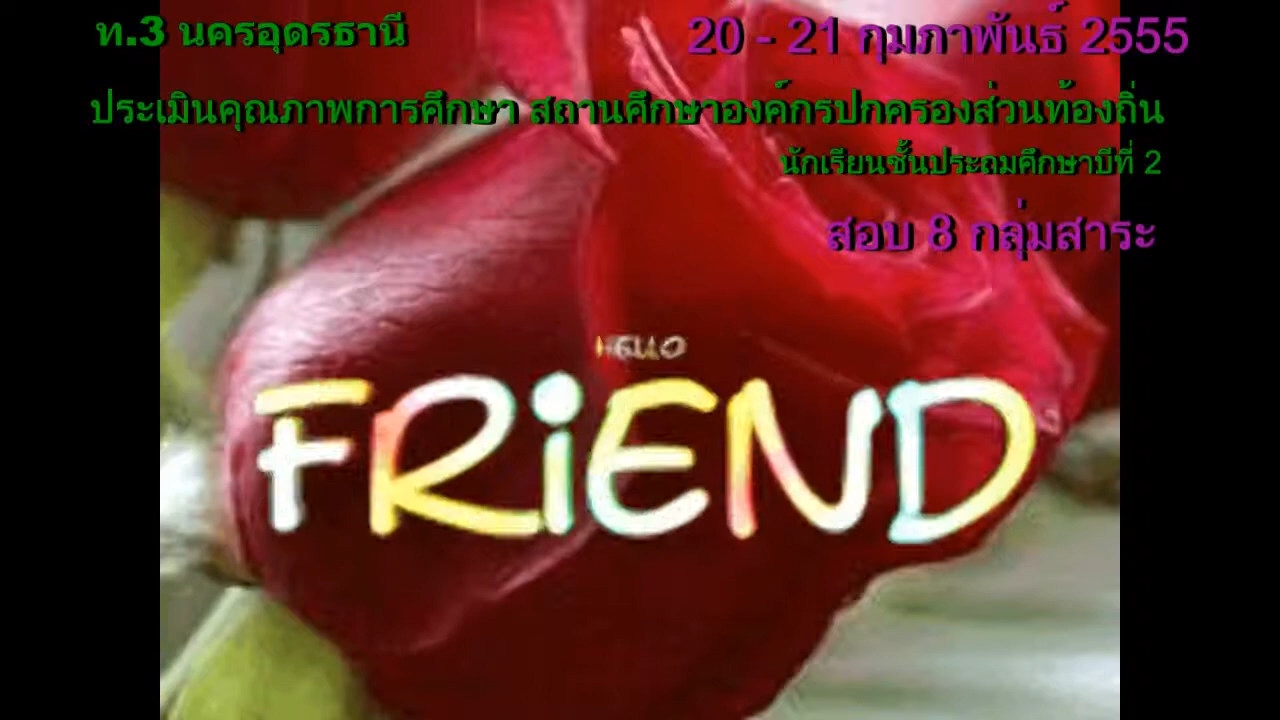 ท.3 นครอุดรธานี
20 - 21 กุมภาพันธ์ 2555
ประเมินคุณภาพการศึกษา สถานศึกษาองค์กรปกครองส่วนท้องถิ่น
นักเรียนชั้นประถมศึกษาปีที่ 2
สอบ 8 กลุ่มสาระ
HELLO
FRiEND